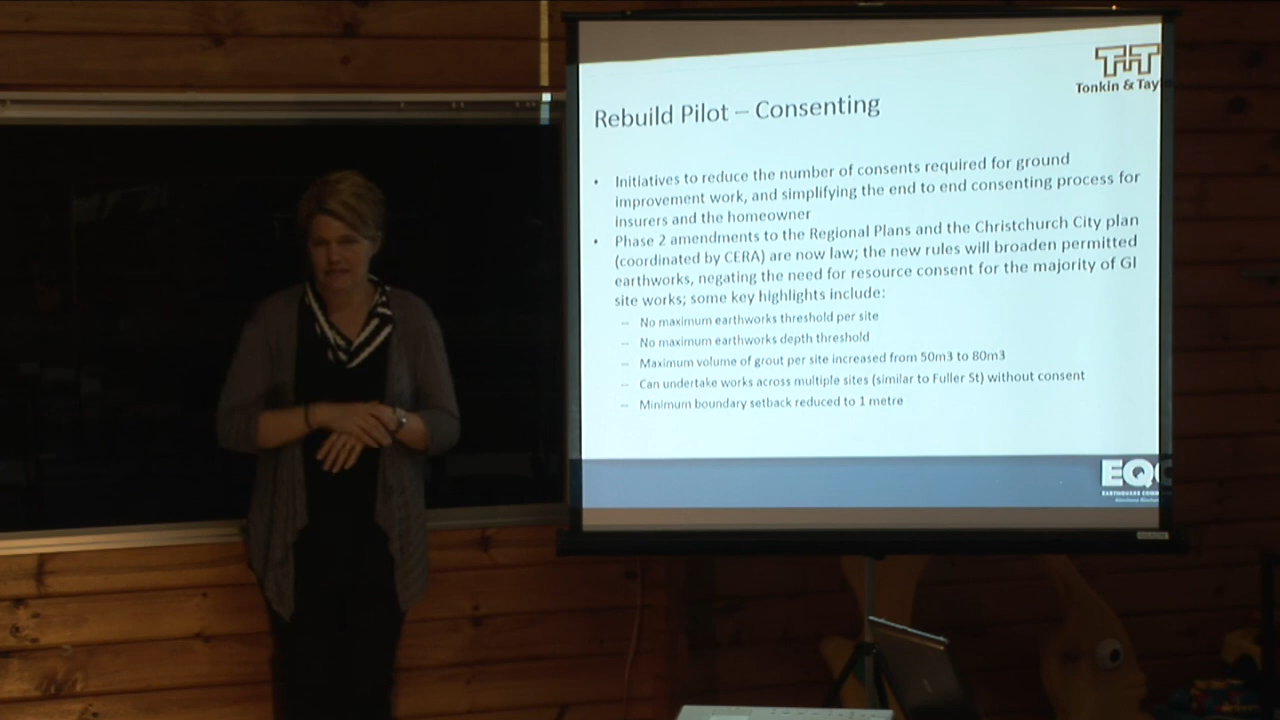 T+T
Tonkin & Tay
Rebuild Pilot – Consenting
• Initiatives to reduce the number of consents required for ground
improvement work, and simplifying the end to end consenting process for
insurers and the homeowner
• Phase 2 amendments to the Regional Plans and the Christchurch City plan
(coordinated by CERA) are now law; the new rules will broaden permitted
earthworks, negating the need for resource consent for the majority of GI
site works; some key highlights include:
– No maximum earthworks threshold per site
– No maximum earthworks depth threshold
– Maximum volume of grout per site increased from 50m3 to 80m3
– Can undertake works across multiple sites (similar to Fuller St) without consent
– Minimum boundary setback reduced to 1 metre
EQC
EARTHQUAKE COMM